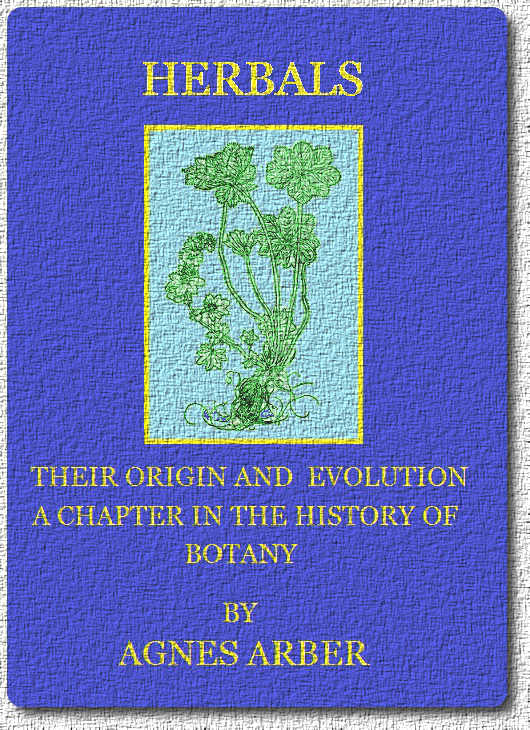 HERBALS
THEIR ORIGIN AND EVOLUTION
A CHAPTER IN THE HISTORY OF
BOTANY
BY
AGNES ARBER